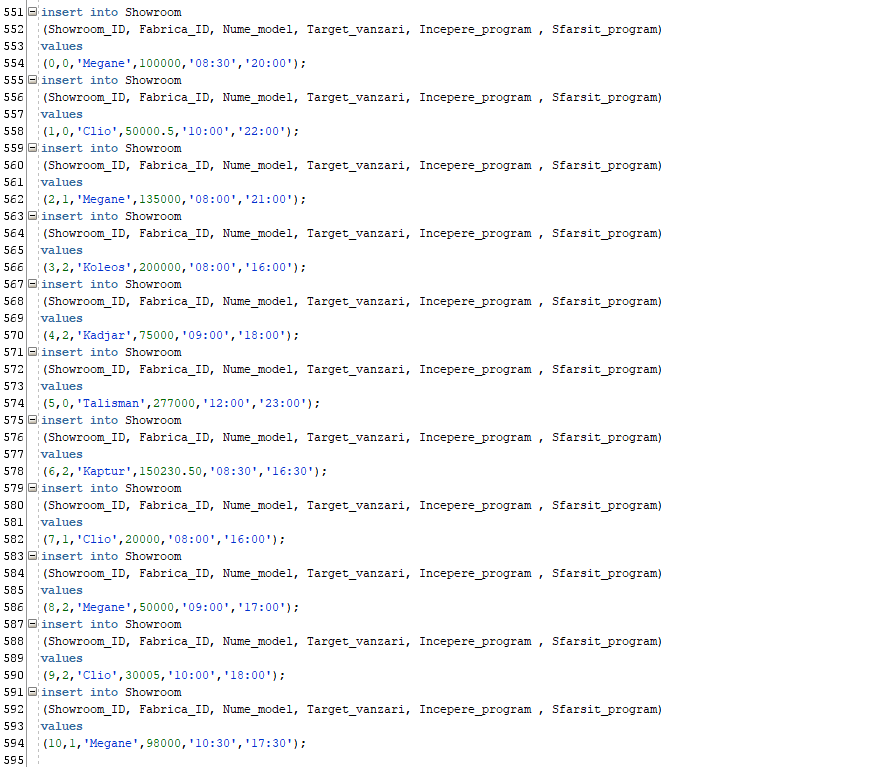 551 insert into Showroom
552 (Showroom_ID, Fabrica_ID, Nume_model, Target_vanzari, Incepere_program , Sfarsit_program)
553 values
554 (0,0,'Megane',100000,'08:30','20:00');
555 insert into Showroom
556 (Showroom_ID, Fabrica_ID, Nume_model, Target_vanzari, Incepere_program , Sfarsit_program)
557 values
558 (1,0,'Clio',50000.5,'10:00','22:00');
559 insert into Showroom
560 (Showroom_ID, Fabrica_ID, Nume_model, Target_vanzari, Incepere_program , Sfarsit_program)
561 values
562 (2,1,'Megane',135000,'08:00','21:00');
563 insert into Showroom
564 (Showroom_ID, Fabrica_ID, Nume_model, Target_vanzari, Incepere_program , Sfarsit_program)
565 values
566 (3,2,'Koleos',200000,'08:00','16:00');
567 insert into Showroom
568 (Showroom_ID, Fabrica_ID, Nume_model, Target_vanzari, Incepere_program , Sfarsit_program)
569 values
570 (4,2,'Kadjar',75000,'09:00','18:00');
571 insert into Showroom
572 (Showroom_ID, Fabrica_ID, Nume_model, Target_vanzari, Incepere_program , Sfarsit_program)
573 values
574 (5,0,'Talisman',277000,'12:00','23:00');
575 insert into Showroom
576 (Showroom_ID, Fabrica_ID, Nume_model, Target_vanzari, Incepere_program , Sfarsit_program)
577 values
578 (6,2,'Kaptur',150230.50,'08:30','16:30');
579 insert into Showroom
580 (Showroom_ID, Fabrica_ID, Nume_model, Target_vanzari, Incepere_program , Sfarsit_program)
581 values
582 (7,1,'Clio',20000,'08:00','16:00');
583 insert into Showroom
584 (Showroom_ID, Fabrica_ID, Nume_model, Target_vanzari, Incepere_program , Sfarsit_program)
585 values
586 (8,2,'Megane',50000,'09:00','17:00');
587 insert into Showroom
588 (Showroom_ID, Fabrica_ID, Nume_model, Target_vanzari, Incepere_program , Sfarsit_program)
589 values
590 (9,2,'Clio',30005,'10:00','18:00');
591 insert into Showroom
592 (Showroom_ID, Fabrica_ID, Nume_model, Target_vanzari, Incepere_program , Sfarsit_program)
593 values
594 (10,1,'Megane',98000,'10:30','17:30');
595